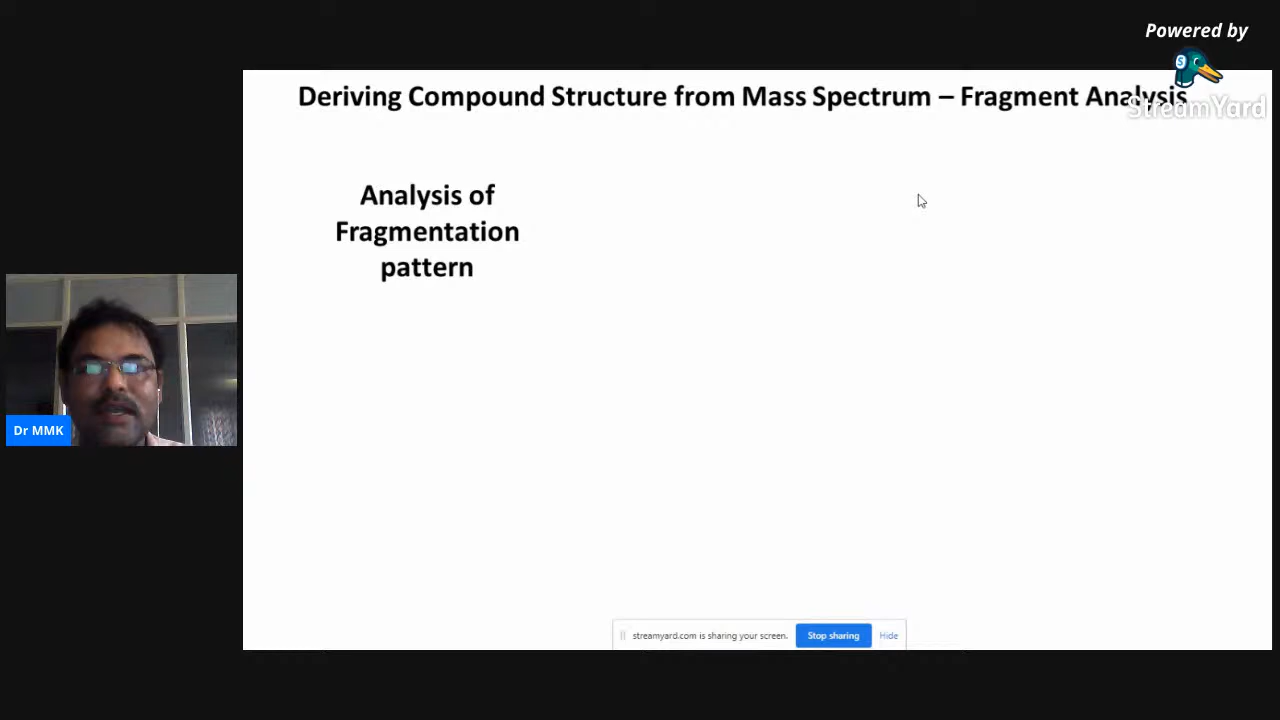 Powered by
StreamYard
Deriving Compound Structure from Mass Spectrum – Fragment Analysis
Analysis of
Fragmentation
pattern
Dr MMK
streamyard.com is sharing your screen.
Stop sharing
Hide